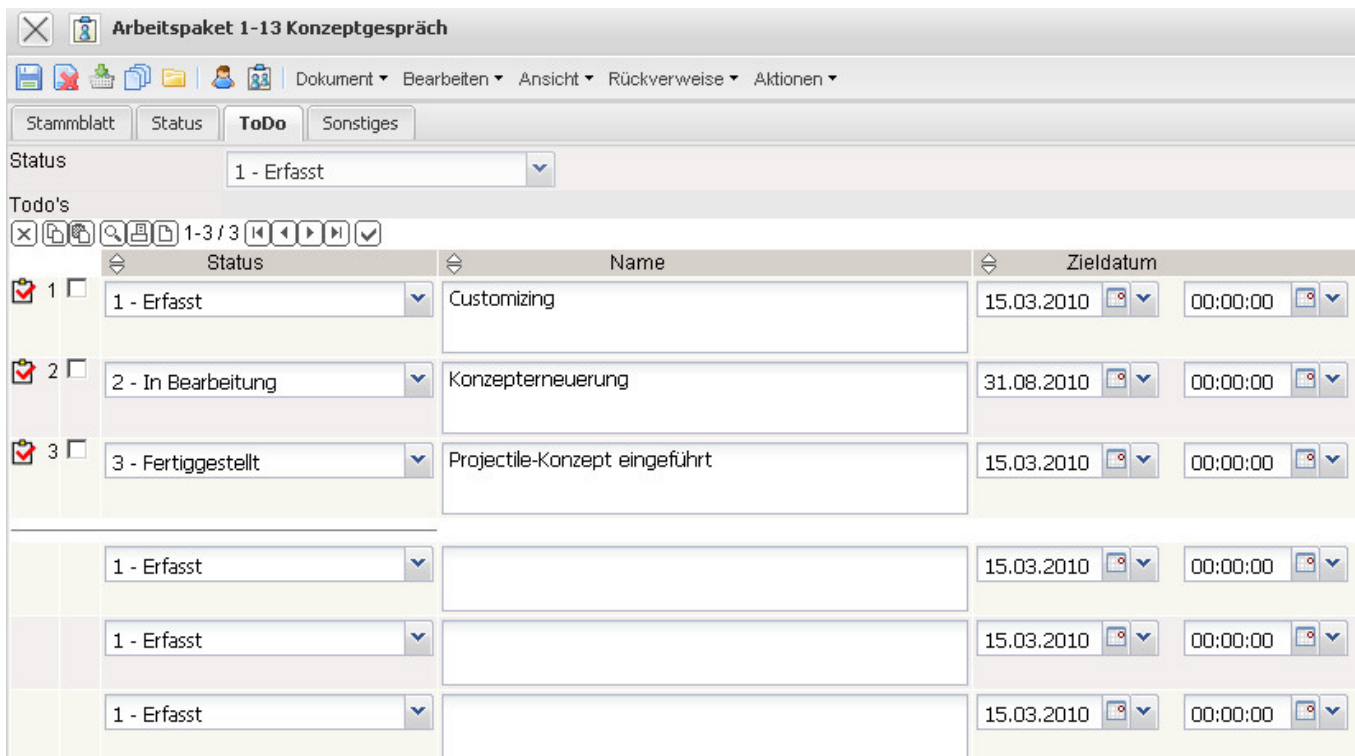 Arbeitspaket 1-13 Konzeptgespräch
Dokument Bearbeiten Ansicht Rückverweise Aktionen
Stammblatt Status ToDo Sonstiges
Status 1 - Erfasst
Todo's
1-3 / 3
Status Name Zieldatum
1 1 - Erfasst Customizing 15.03.2010 00:00:00
2 2 - In Bearbeitung Konzepterneuerung 31.08.2010 00:00:00
3 3 - Fertiggestellt Projectile-Konzept eingeführt 15.03.2010 00:00:00
1 - Erfasst 15.03.2010 00:00:00
1 - Erfasst 15.03.2010 00:00:00
1 - Erfasst 15.03.2010 00:00:00